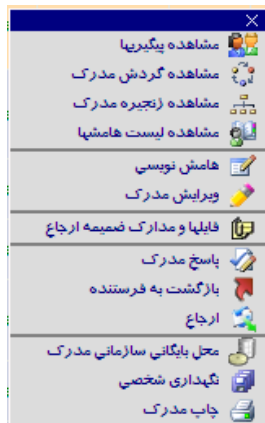 مشاهده پیگیریها
مشاهده گردش مدرک
مشاهده زنجیره مدرک
مشاهده لیست هامشها
هامش نویسی
ویرایش مدرک
فایلها و مدارک ضمیمه ارجاع
پاسخ مدرک
بازگشت به فرستنده
ارجاع
محل بایگانی سازمانی مدرک
نگهداری شخصی
چاپ مدرک